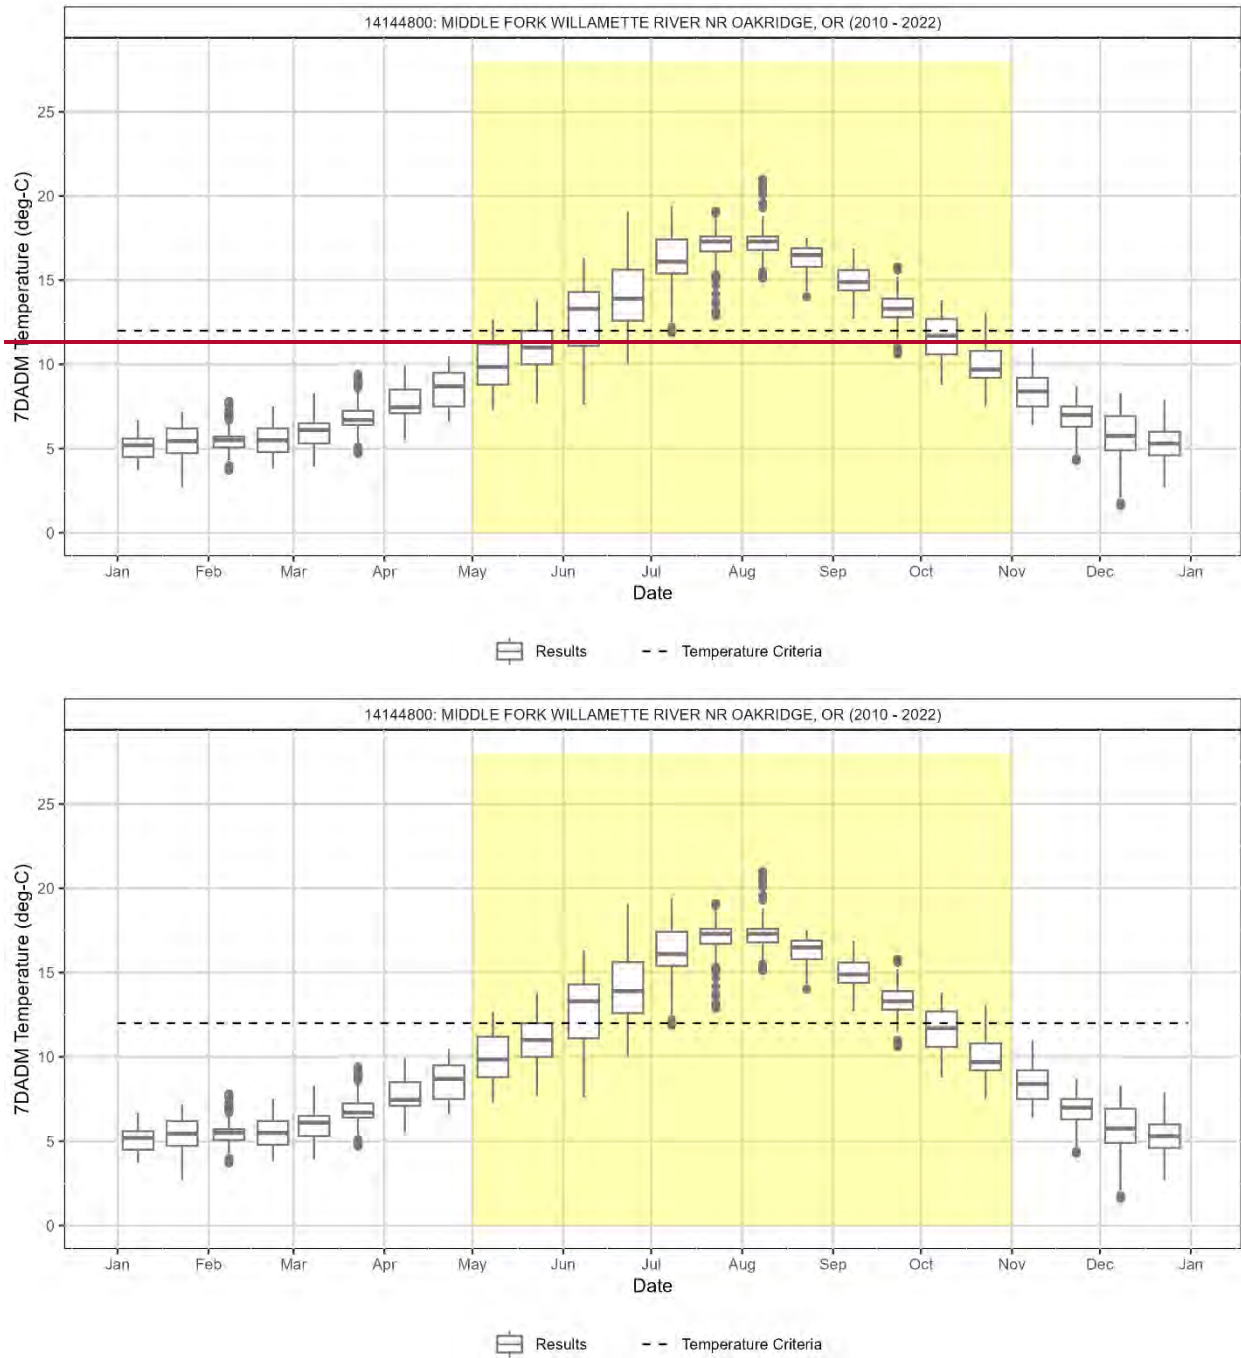 14144800: MIDDLE FORK WILLAMETTE RIVER NR OAKRIDGE, OR (2010 - 2022)
7DADM Temperature (deg-C)
25
20
15
10
5
0
Jan Feb Mar Apr May Jun Jul Aug Sep Oct Nov Dec Jan
Date
Results Temperature Criteria
14144800: MIDDLE FORK WILLAMETTE RIVER NR OAKRIDGE, OR (2010 - 2022)
7DADM Temperature (deg-C)
25
20
15
10
5
0
Jan Feb Mar Apr May Jun Jul Aug Sep Oct Nov Dec Jan
Date
Results Temperature Criteria